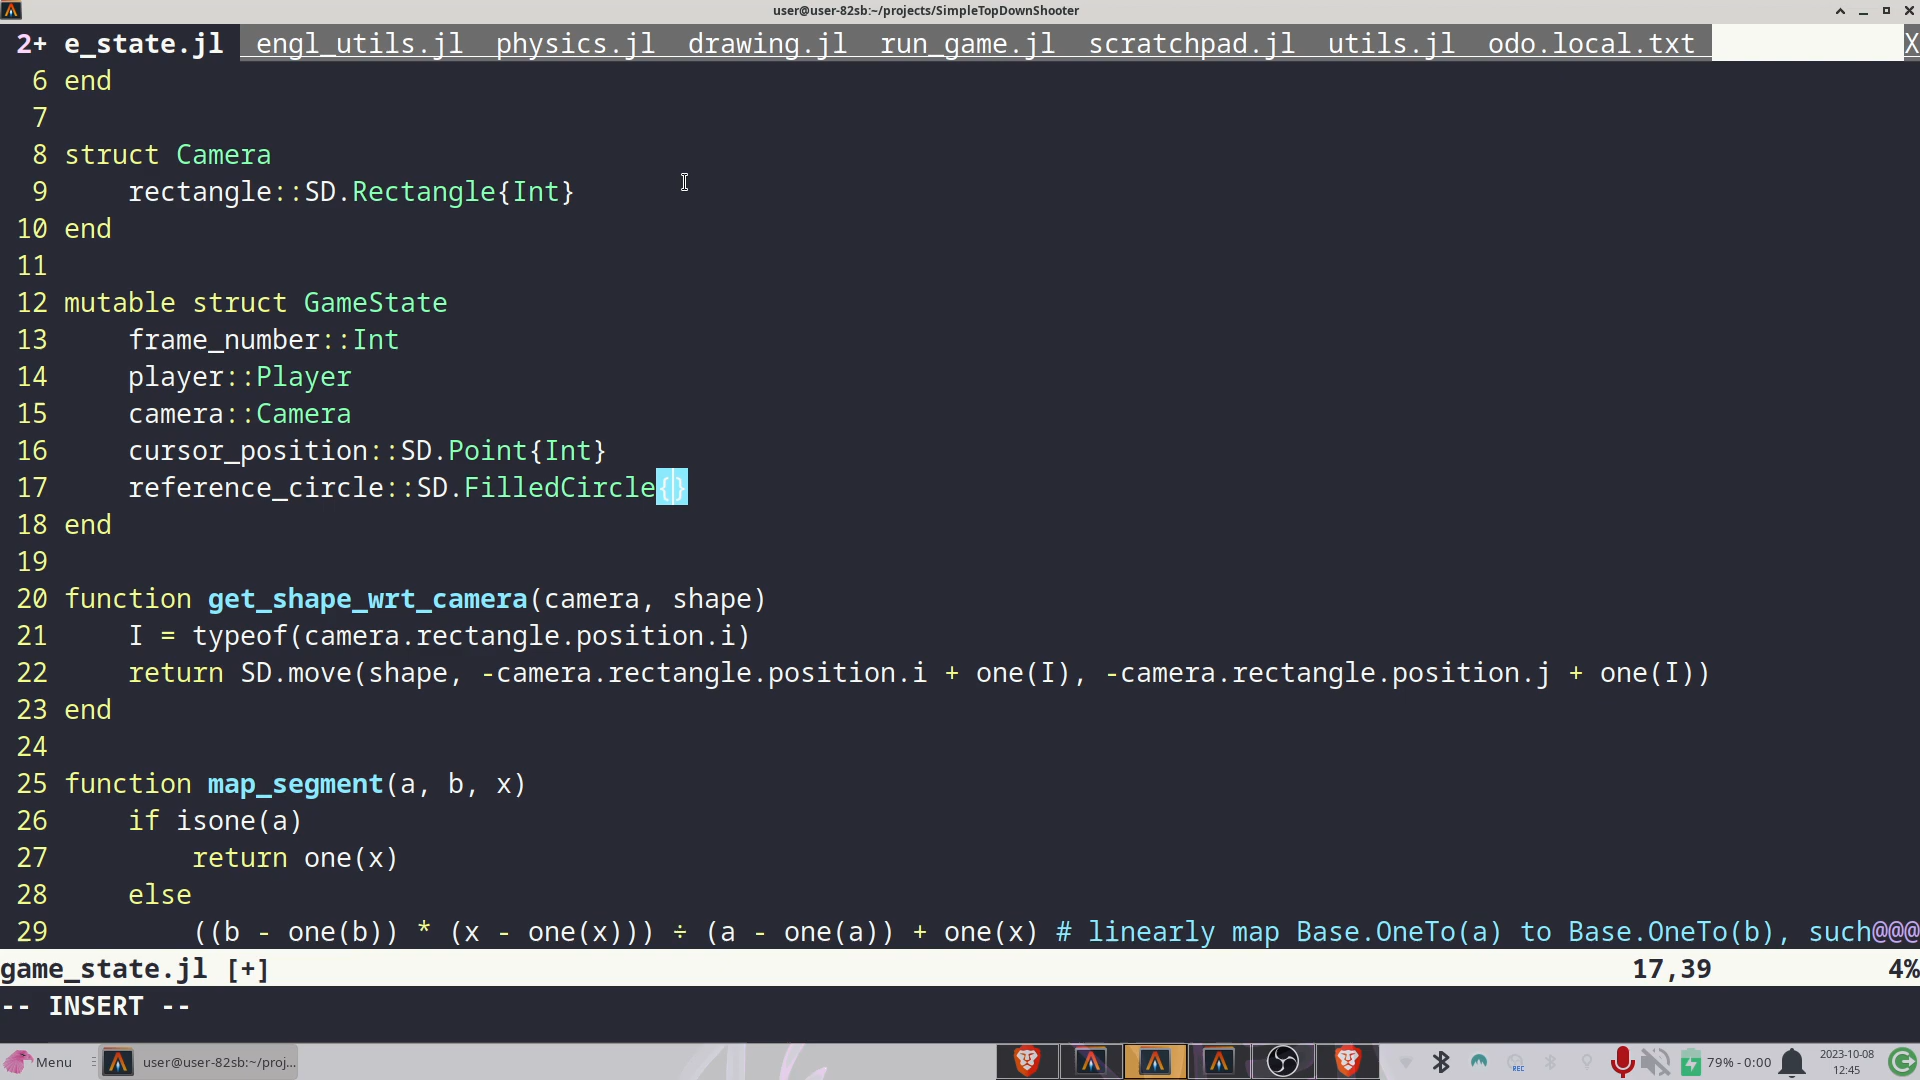 user@user-82sb:~/projects/SimpleTopDownShooter
2+ e_state.jl  engl_utils.jl  physics.jl  drawing.jl  run_game.jl  scratchpad.jl  utils.jl  odo.local.txt X
6 end
7
8 struct Camera
9     rectangle::SD.Rectangle{Int}
10 end
11
12 mutable struct GameState
13     frame_number::Int
14     player::Player
15     camera::Camera
16     cursor_position::SD.Point{Int}
17     reference_circle::SD.FilledCircle{}
18 end
19
20 function get_shape_wrt_camera(camera, shape)
21     I = typeof(camera.rectangle.position.i)
22     return SD.move(shape, -camera.rectangle.position.i + one(I), -camera.rectangle.position.j + one(I))
23 end
24
25 function map_segment(a, b, x)
26     if isone(a)
27         return one(x)
28     else
29         ((b - one(b)) * (x - one(x))) ÷ (a - one(a)) + one(x) # linearly map Base.OneTo(a) to Base.OneTo(b), such@@@
game_state.jl [+] 17,39 4%
-- INSERT --
Menu user@user-82sb:~/proj... REC 79% - 0:00 2023-10-08
12:45